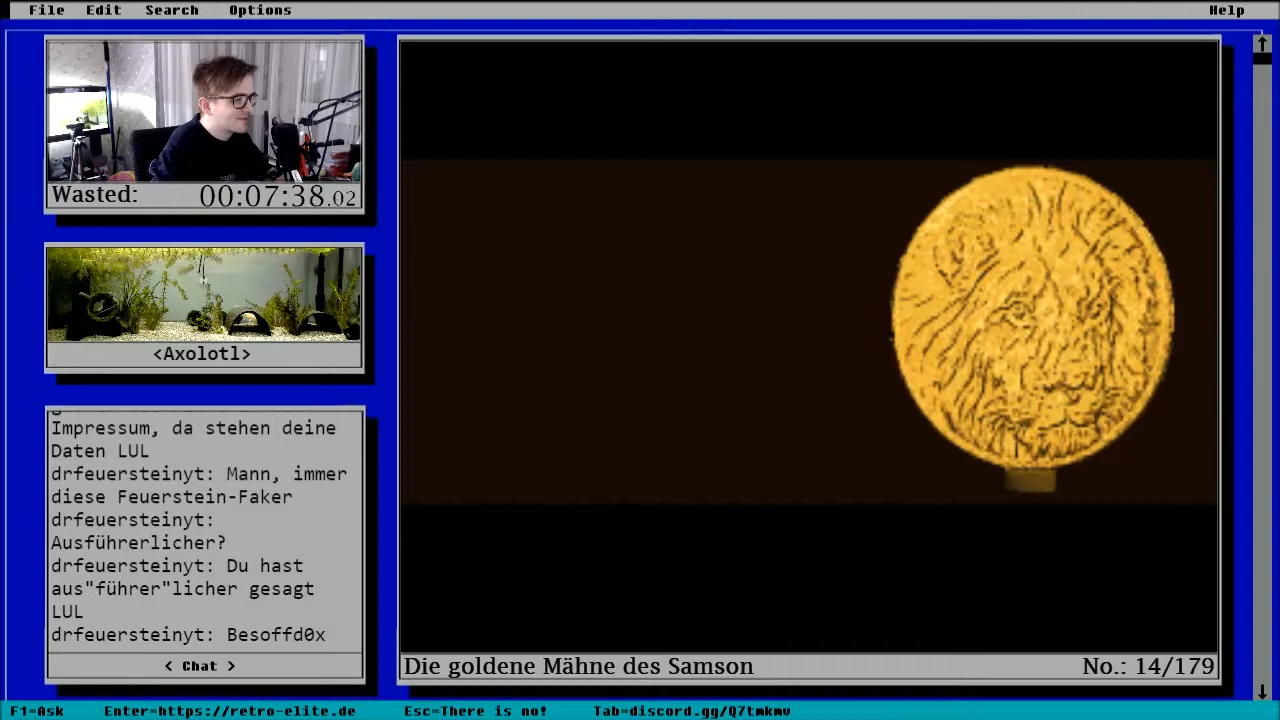 File Edit Search Options Help
Wasted: 00:07:38.02
<Axolotl>
Impressum, da stehen deine
Daten LUL
drfeuersteinyt: Mann, immer
diese Feuerstein-Faker
drfeuersteinyt:
Ausführerlicher?
drfeuersteinyt: Du hast
aus"führer"licher gesagt
LUL
drfeuersteinyt: Besoffd0x
< Chat >
Die goldene Mähne des Samson No.: 14/179
F1=Ask Enter=https://retro-elite.de Esc=There is no! Tab=discord.gg/Q7tmkmv